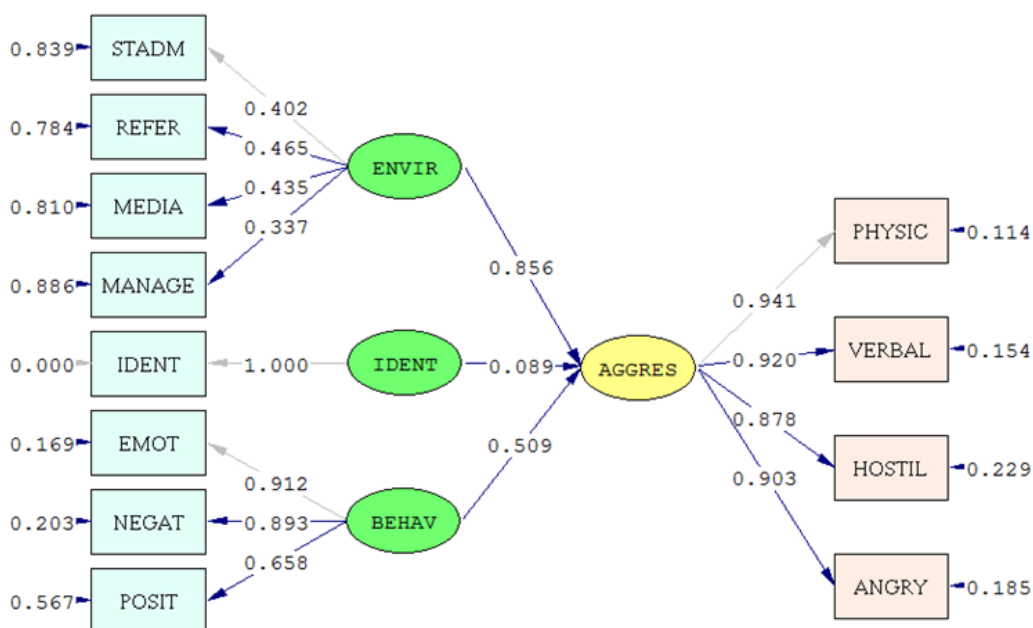 0.839 STADM
0.402
0.784 REFER
0.465
ENVIR
0.810 MEDIA
0.435
0.337
0.886 MANAGE
0.856
PHYSIC 0.114
0.941
0.000 IDENT 1.000 IDENT 0.089 AGGRES
0.920 VERBAL 0.154
0.878
0.169 EMOT
0.509
0.912
HOSTIL 0.229
0.903
0.203 NEGAT 0.893 BEHAV
0.658
0.567 POSIT
ANGRY 0.185